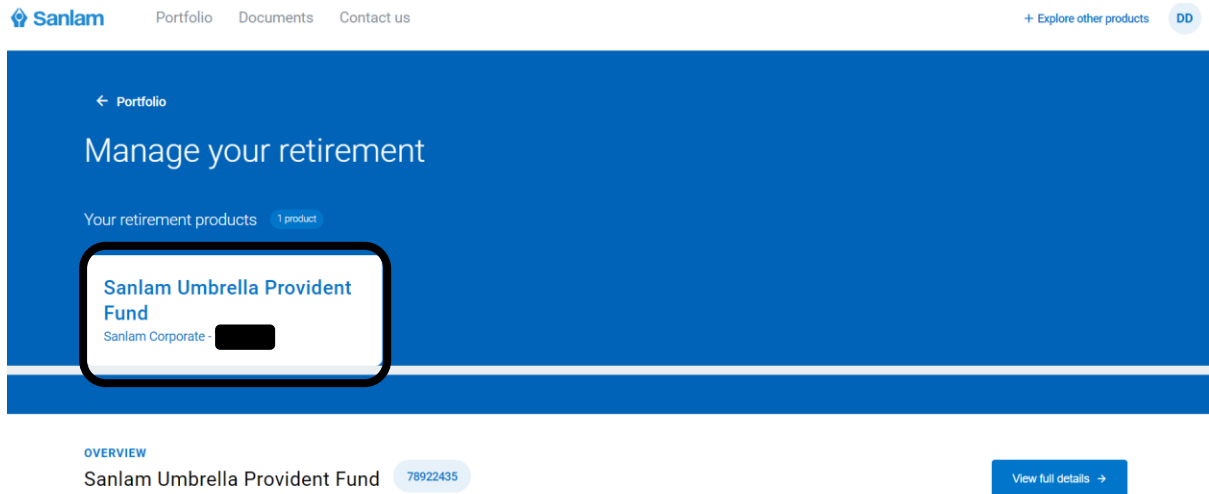 Sanlam Portfolio Documents Contact us + Explore other products DD
← Portfolio
Manage your retirement
Your retirement products 1 product
Sanlam Umbrella Provident
Fund
Sanlam Corporate -
OVERVIEW
Sanlam Umbrella Provident Fund 78922435
View full details →